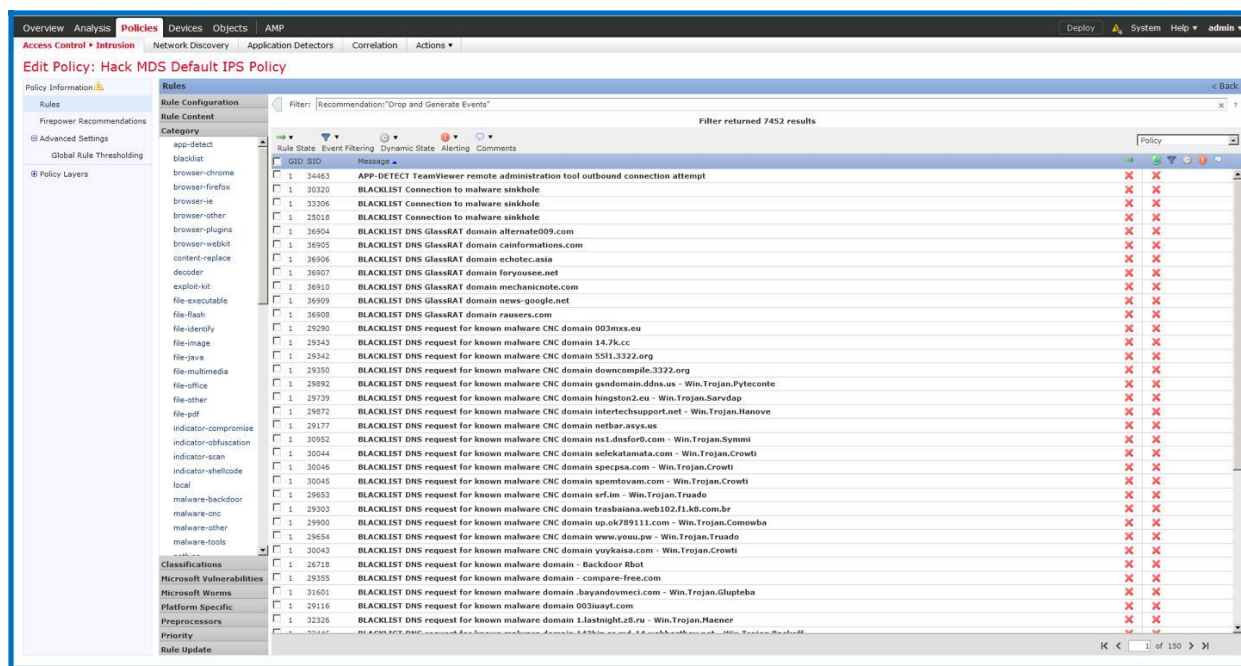 Overview Analysis Policies Devices Objects AMP Deploy System Help ▾ admin
Access Control ▸ Intrusion Network Discovery Application Detectors Correlation Actions ▾
Edit Policy: Hack MDS Default IPS Policy
Policy Information
Rules
Firepower Recommendations
Advanced Settings
Global Rule Thresholding
Policy Layers
Rules < Back
Rule Configuration
Rule Content
Category
app-detect
blacklist
browser-chrome
browser-firefox
browser-ie
browser-other
browser-plugins
browser-webkit
content-replace
decoder
exploit-kit
file-executable
file-flash
file-identify
file-image
file-java
file-multimedia
file-office
file-other
file-pdf
indicator-compromise
indicator-obfuscation
indicator-scan
indicator-shellcode
local
malware-backdoor
malware-cnc
malware-other
malware-tools
Classifications
Microsoft Vulnerabilities
Microsoft Worms
Platform Specific
Preprocessors
Priority
Rule Update
Filter: Recommendation:"Drop and Generate Events" x ?
Filter returned 7452 results
Rule State Event Filtering Dynamic State Alerting Comments Policy
GID SID Message
1 34463 APP-DETECT TeamViewer remote administration tool outbound connection attempt
1 30320 BLACKLIST Connection to malware sinkhole
1 33306 BLACKLIST Connection to malware sinkhole
1 25018 BLACKLIST Connection to malware sinkhole
1 36904 BLACKLIST DNS GlassRAT domain alternate009.com
1 36905 BLACKLIST DNS GlassRAT domain cainformations.com
1 36906 BLACKLIST DNS GlassRAT domain echotec.asia
1 36907 BLACKLIST DNS GlassRAT domain foryousee.net
1 36910 BLACKLIST DNS GlassRAT domain mechanicnote.com
1 36909 BLACKLIST DNS GlassRAT domain news-google.net
1 36908 BLACKLIST DNS GlassRAT domain rausers.com
1 29290 BLACKLIST DNS request for known malware CNC domain 003mxs.eu
1 29343 BLACKLIST DNS request for known malware CNC domain 14.7k.cc
1 29342 BLACKLIST DNS request for known malware CNC domain 55l1.3322.org
1 29350 BLACKLIST DNS request for known malware CNC domain downcompile.3322.org
1 29892 BLACKLIST DNS request for known malware CNC domain gsndomain.ddns.us - Win.Trojan.Pyteconte
1 29739 BLACKLIST DNS request for known malware CNC domain hingston2.eu - Win.Trojan.Sarvdap
1 29872 BLACKLIST DNS request for known malware CNC domain intertechsupport.net - Win.Trojan.Hanove
1 29177 BLACKLIST DNS request for known malware CNC domain netbar.asys.us
1 30952 BLACKLIST DNS request for known malware CNC domain ns1.dnsfor0.com - Win.Trojan.Symmi
1 30044 BLACKLIST DNS request for known malware CNC domain selekatamata.com - Win.Trojan.Crowti
1 30046 BLACKLIST DNS request for known malware CNC domain specpsa.com - Win.Trojan.Crowti
1 30045 BLACKLIST DNS request for known malware CNC domain spemtovam.com - Win.Trojan.Crowti
1 29653 BLACKLIST DNS request for known malware CNC domain srf.im - Win.Trojan.Truado
1 29303 BLACKLIST DNS request for known malware CNC domain trasbaiana.web102.f1.k8.com.br
1 29900 BLACKLIST DNS request for known malware CNC domain up.ok789111.com - Win.Trojan.Comowba
1 29654 BLACKLIST DNS request for known malware CNC domain www.youu.pw - Win.Trojan.Truado
1 30043 BLACKLIST DNS request for known malware CNC domain yuykaisa.com - Win.Trojan.Crowti
1 26718 BLACKLIST DNS request for known malware domain - Backdoor Rbot
1 29355 BLACKLIST DNS request for known malware domain - compare-free.com
1 31601 BLACKLIST DNS request for known malware domain .bayandovmeci.com - Win.Trojan.Glupteba
1 29116 BLACKLIST DNS request for known malware domain 003iuayt.com
1 32326 BLACKLIST DNS request for known malware domain 1.lastnight.z8.ru - Win.Trojan.Maener
1 of 150